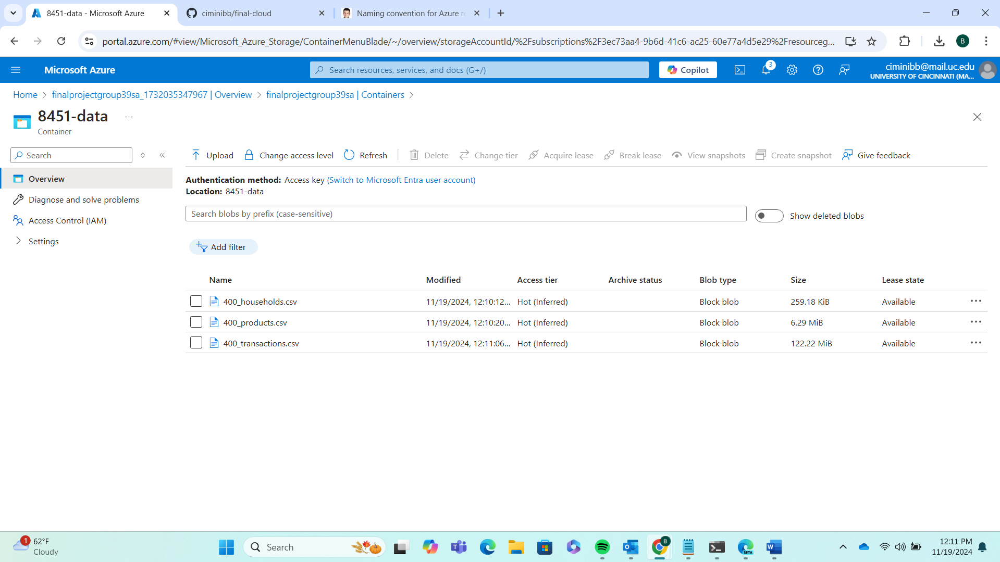 8451-data - Microsoft Azure
ciminibb/final-cloud
Naming convention for Azure re
portal.azure.com/#view/Microsoft_Azure_Storage/ContainerMenuBlade/~/overview/storageAccountId/%2Fsubscriptions%2F3ec73aa4-9b6d-41c6-ac25-60e77a4d5e29%2Fresourceg...
B
Microsoft Azure
Search resources, services, and docs (G+/)
Copilot
3
ciminibb@mail.uc.edu
UNIVERSITY OF CINCINNATI (MA...
Home > finalprojectgroup39sa_1732035347967 | Overview > finalprojectgroup39sa | Containers >
8451-data ...
Container
Search
Overview
Diagnose and solve problems
Access Control (IAM)
Settings
Upload Change access level Refresh Delete Change tier Acquire lease Break lease View snapshots Create snapshot Give feedback
Authentication method: Access key (Switch to Microsoft Entra user account)
Location: 8451-data
Search blobs by prefix (case-sensitive)
Show deleted blobs
Add filter
Name Modified Access tier Archive status Blob type Size Lease state
400_households.csv 11/19/2024, 12:10:12... Hot (Inferred) Block blob 259.18 KiB Available
400_products.csv 11/19/2024, 12:10:20... Hot (Inferred) Block blob 6.29 MiB Available
400_transactions.csv 11/19/2024, 12:11:06... Hot (Inferred) Block blob 122.22 MiB Available
1
62°F
Cloudy
Search
B
BETA
12:11 PM
11/19/2024